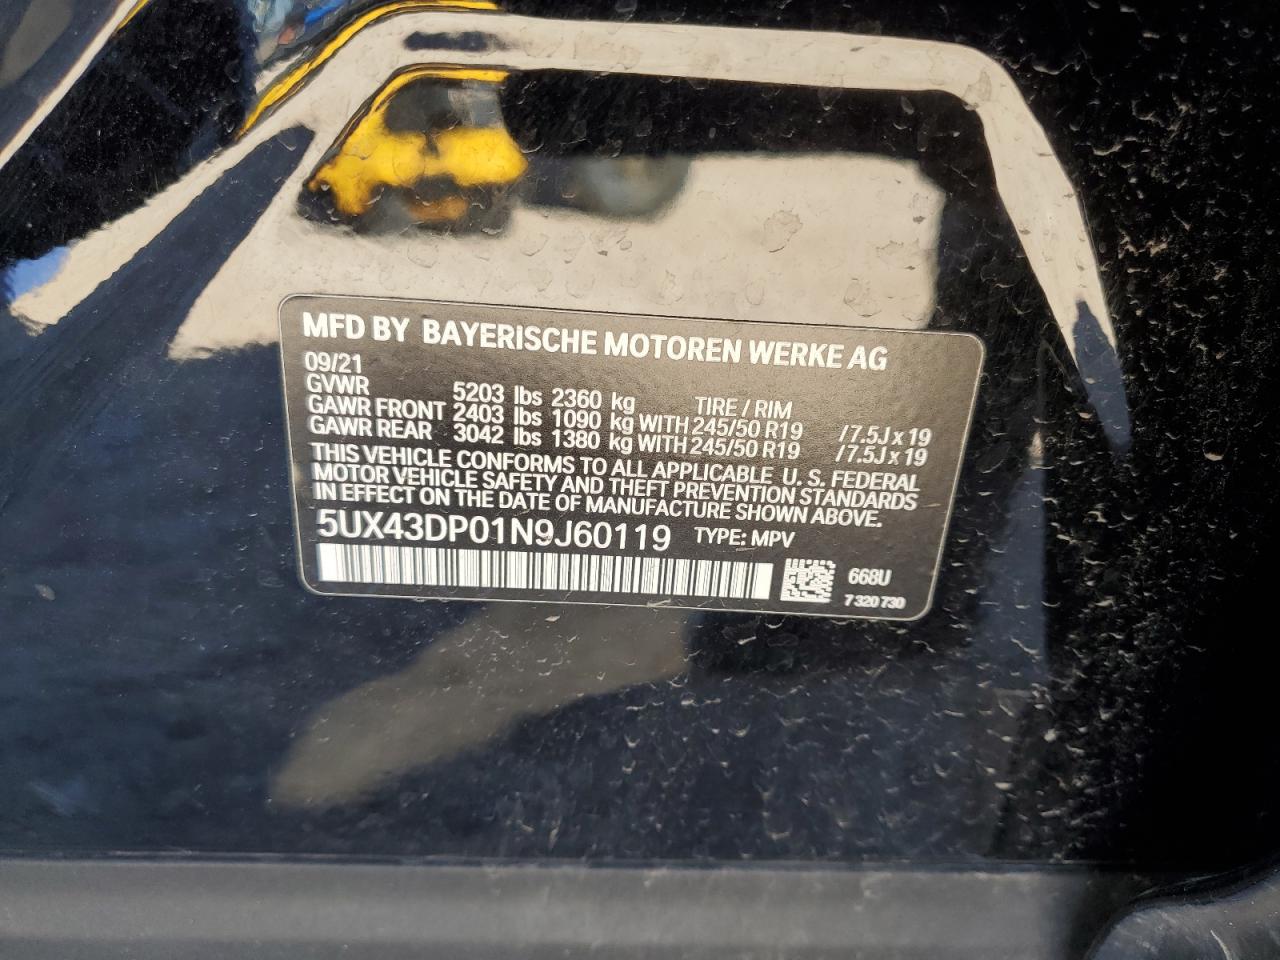 MFD BY BAYERISCHE MOTOREN WERKE AG
09/21
GVWR 5203 lbs 2360 kg TIRE / RIM
GAWR FRONT 2403 lbs 1090 kg WITH 245/50 R19 /7.5J x 19
GAWR REAR 3042 lbs 1380 kg WITH 245/50 R19 /7.5J x 19
THIS VEHICLE CONFORMS TO ALL APPLICABLE U. S. FEDERAL
MOTOR VEHICLE SAFETY AND THEFT PREVENTION STANDARDS
IN EFFECT ON THE DATE OF MANUFACTURE SHOWN ABOVE.
5UX43DP01N9J60119 TYPE: MPV
668U
7 320 730